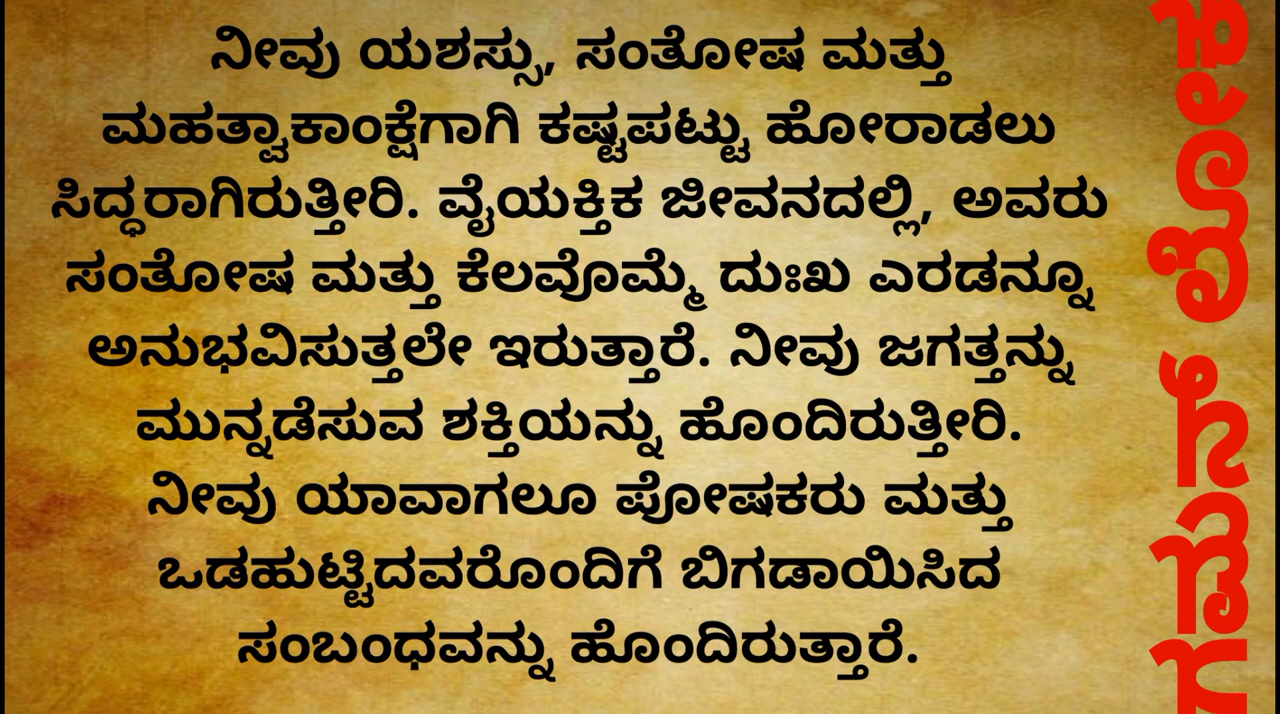 ನೀವು ಯಶಸ್ಸು, ಸಂತೋಷ ಮತ್ತು
ಮಹತ್ವಾಕಾಂಕ್ಷೆಗಾಗಿ ಕಷ್ಟಪಟ್ಟು ಹೋರಾಡಲು
ಸಿದ್ಧರಾಗಿರುತ್ತೀರಿ. ವೈಯಕ್ತಿಕ ಜೀವನದಲ್ಲಿ, ಅವರು
ಸಂತೋಷ ಮತ್ತು ಕೆಲವೊಮ್ಮೆ ದುಃಖ ಎರಡನ್ನೂ
ಅನುಭವಿಸುತ್ತಲೇ ಇರುತ್ತಾರೆ. ನೀವು ಜಗತ್ತನ್ನು
ಮುನ್ನಡೆಸುವ ಶಕ್ತಿಯನ್ನು ಹೊಂದಿರುತ್ತೀರಿ.
ನೀವು ಯಾವಾಗಲೂ ಪೋಷಕರು ಮತ್ತು
ಒಡಹುಟ್ಟಿದವರೊಂದಿಗೆ ಬಿಗಡಾಯಿಸಿದ
ಸಂಬಂಧವನ್ನು ಹೊಂದಿರುತ್ತಾರೆ.